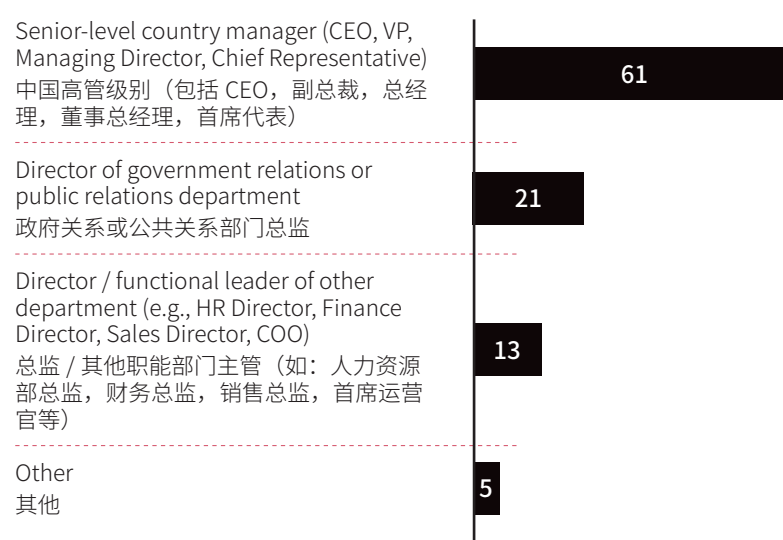 Senior-level country manager (CEO, VP,
Managing Director, Chief Representative)
中国高管级别（包括 CEO，副总裁，总经
理，董事总经理，首席代表）
61
Director of government relations or
public relations department
政府关系或公共关系部门总监
21
Director / functional leader of other
department (e.g., HR Director, Finance
Director, Sales Director, COO)
总监 / 其他职能部门主管（如：人力资源
部总监，财务总监，销售总监，首席运营
官等）
13
Other
其他
5